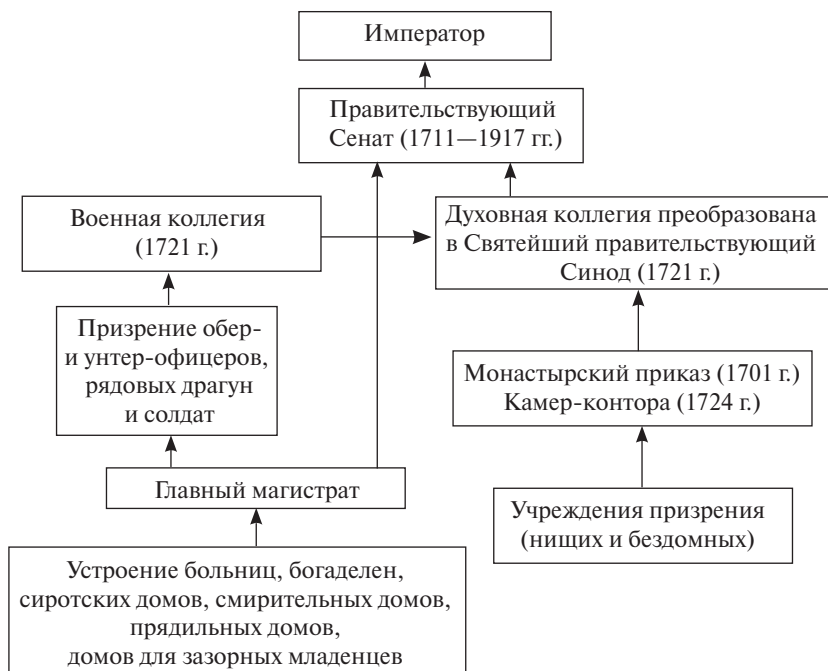 Император
Правительствующий
Сенат (1711—1917 гг.)
Военная коллегия
(1721 г.)
Духовная коллегия преобразована
в Святейший правительствующий
Синод (1721 г.)
Призрение обер-
и унтер-офицеров,
рядовых драгун
и солдат
Монастырский приказ (1701 г.)
Камер-контора (1724 г.)
Главный магистрат
Учреждения призрения
(нищих и бездомных)
Устроение больниц, богаделен,
сиротских домов, смирительных домов,
прядильных домов,
домов для зазорных младенцев